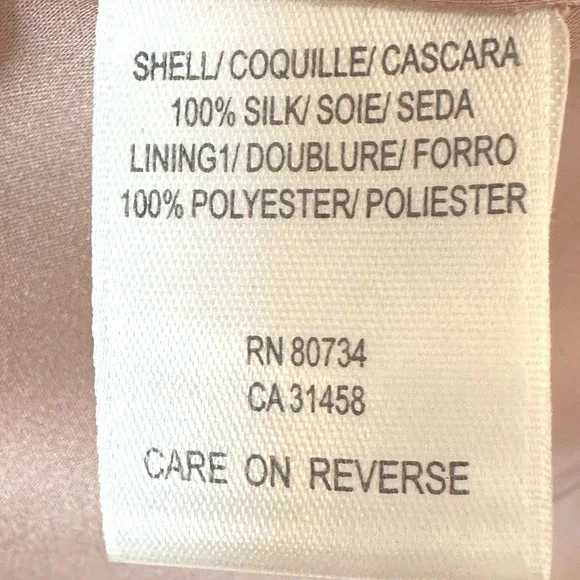 SHELL/ COQUILLE/ CASCARA
100% SILK/ SOIE/ SEDA
LINING1/ DOUBLURE/ FORRO
100% POLYESTER/ POLIESTER
RN 80734
CA 31458
CARE ON REVERSE